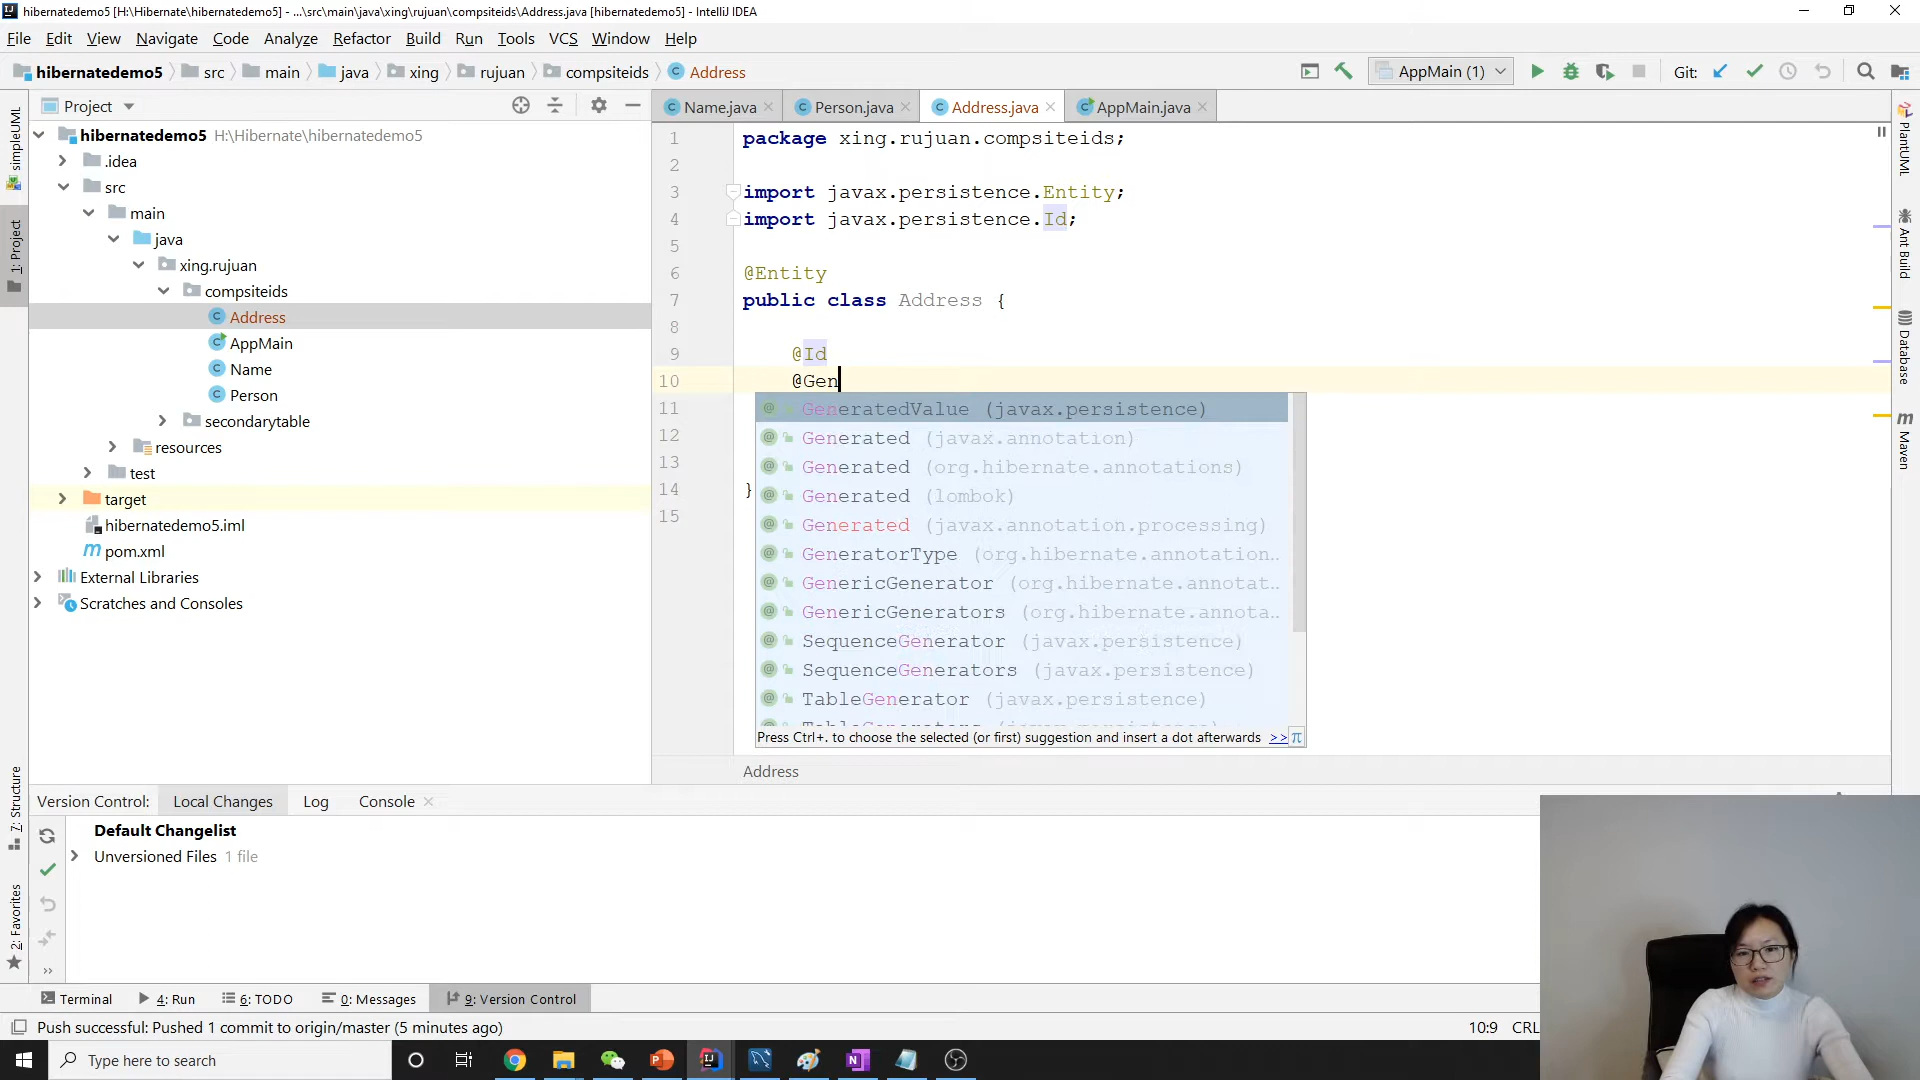 hibernatedemo5 [H:\Hibernate\hibernatedemo5] - ...\src\main\java\xing\rujuan\compsiteids\Address.java [hibernatedemo5] - IntelliJ IDEA
File Edit View Navigate Code Analyze Refactor Build Run Tools VCS Window Help
hibernatedemo5 src main java xing rujuan compsiteids Address AppMain (1) Git:
Project
Name.java Person.java Address.java AppMain.java
hibernatedemo5 H:\Hibernate\hibernatedemo5
.idea
src
main
java
xing.rujuan
compsiteids
Address
AppMain
Name
Person
secondarytable
resources
test
target
hibernatedemo5.iml
pom.xml
External Libraries
Scratches and Consoles
simpleUML
1: Project
7: Structure
2: Favorites
1 package xing.rujuan.compsiteids;
2
3 import javax.persistence.Entity;
4 import javax.persistence.Id;
5
6 @Entity
7 public class Address {
8
9 @Id
10 @Gen
11
12
13
14 }
15
GeneratedValue (javax.persistence)
Generated (javax.annotation)
Generated (org.hibernate.annotations)
Generated (lombok)
Generated (javax.annotation.processing)
GeneratorType (org.hibernate.annotation..
GenericGenerator (org.hibernate.annotat..
GenericGenerators (org.hibernate.annota..
SequenceGenerator (javax.persistence)
SequenceGenerators (javax.persistence)
TableGenerator (javax.persistence)
Press Ctrl+. to choose the selected (or first) suggestion and insert a dot afterwards >> π
Address
PlantUML
Ant Build
Database
Maven
Version Control: Local Changes Log Console
Default Changelist
Unversioned Files 1 file
Terminal 4: Run 6: TODO 0: Messages 9: Version Control
Push successful: Pushed 1 commit to origin/master (5 minutes ago) 10:9 CRL
Type here to search